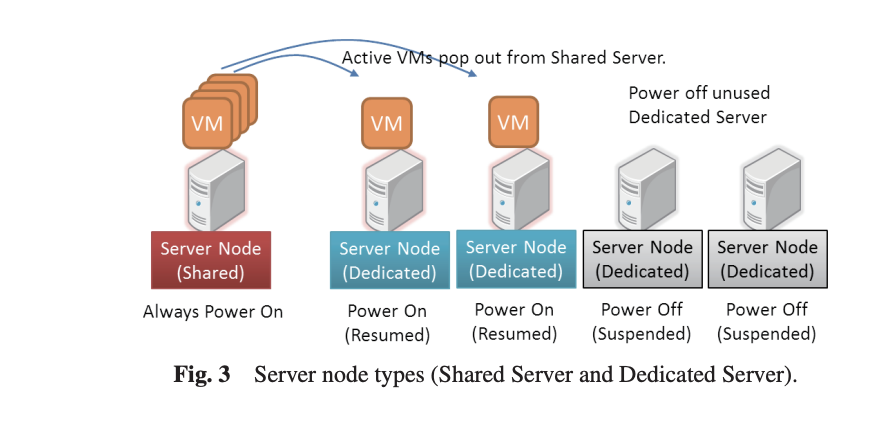 Active VMs pop out from Shared Server.
Power off unused
Dedicated Server
VM
VM
VM
Server Node
(Shared)
Server Node
(Dedicated)
Server Node
(Dedicated)
Server Node
(Dedicated)
Server Node
(Dedicated)
Always Power On
Power On
(Resumed)
Power On
(Resumed)
Power Off
(Suspended)
Power Off
(Suspended)
Fig. 3 Server node types (Shared Server and Dedicated Server).